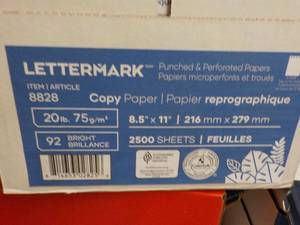 LETTERMARK™
Punched & Perforated Papers
Papiers microperforés et troués
ITEM | ARTICLE
8828
Copy Paper | Papier reprographique
20 lb. 75 g/m²
8.5" x 11" | 216 mm x 279 mm
92 BRIGHT
BRILLANCE
2500 SHEETS | FEUILLES